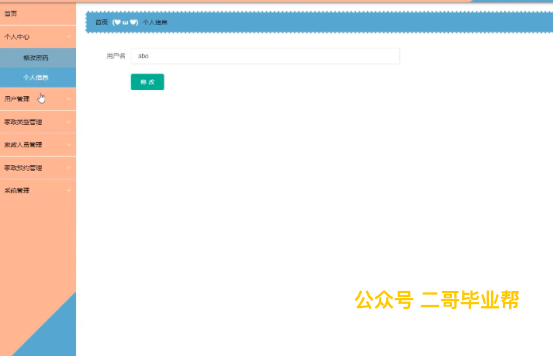 首页
个人中心
修改密码
个人信息
用户管理
家政类型管理
家政人员管理
家政预约管理
系统管理
首页 (♥ω♥) 个人信息
用户名 abo
修 改
公众号 二哥毕业帮